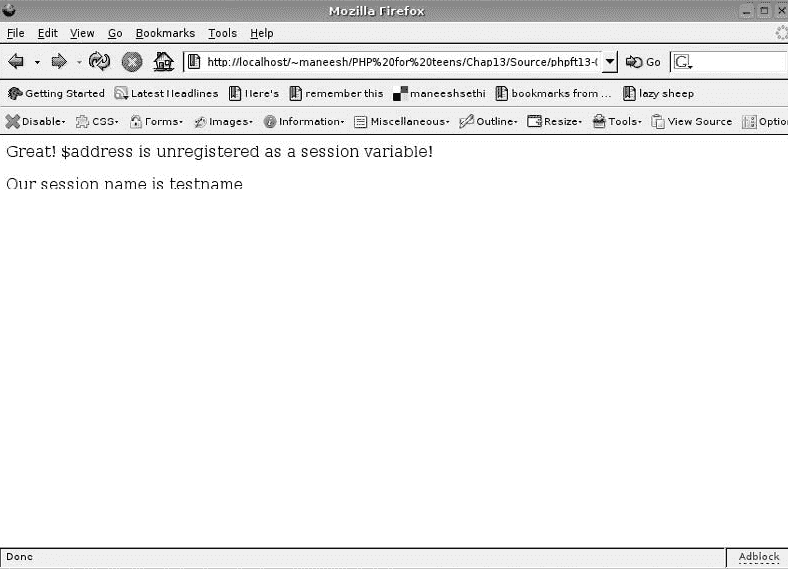 Mozilla Firefox
File Edit View Go Bookmarks Tools Help
http://localhost/~maneesh/PHP%20for%20teens/Chap13/Source/phpft13-0 Go G
Getting Started Latest Headlines Here's remember this maneeshsethi bookmarks from ... lazy sheep
Disable CSS Forms Images Information Miscellaneous Outline Resize Tools View Source Optio
Great! $address is unregistered as a session variable!
Our session name is testname
Done Adblock